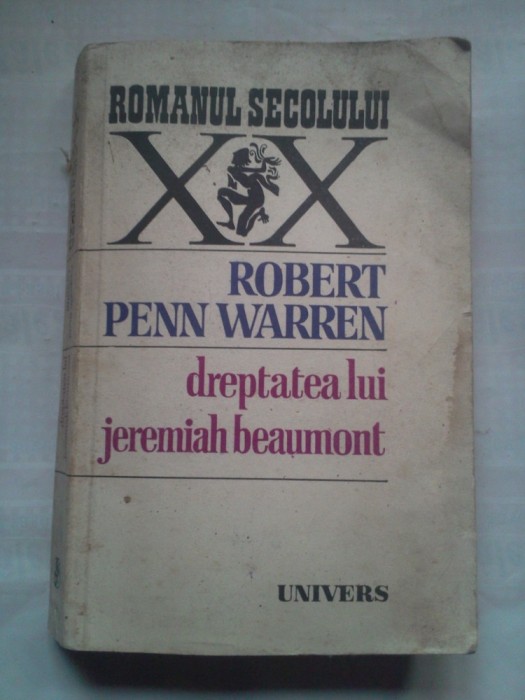 ROMANUL SECOLULUI
XX
ROBERT
PENN WARREN
dreptatea lui
jeremiah beaumont
UNIVERS